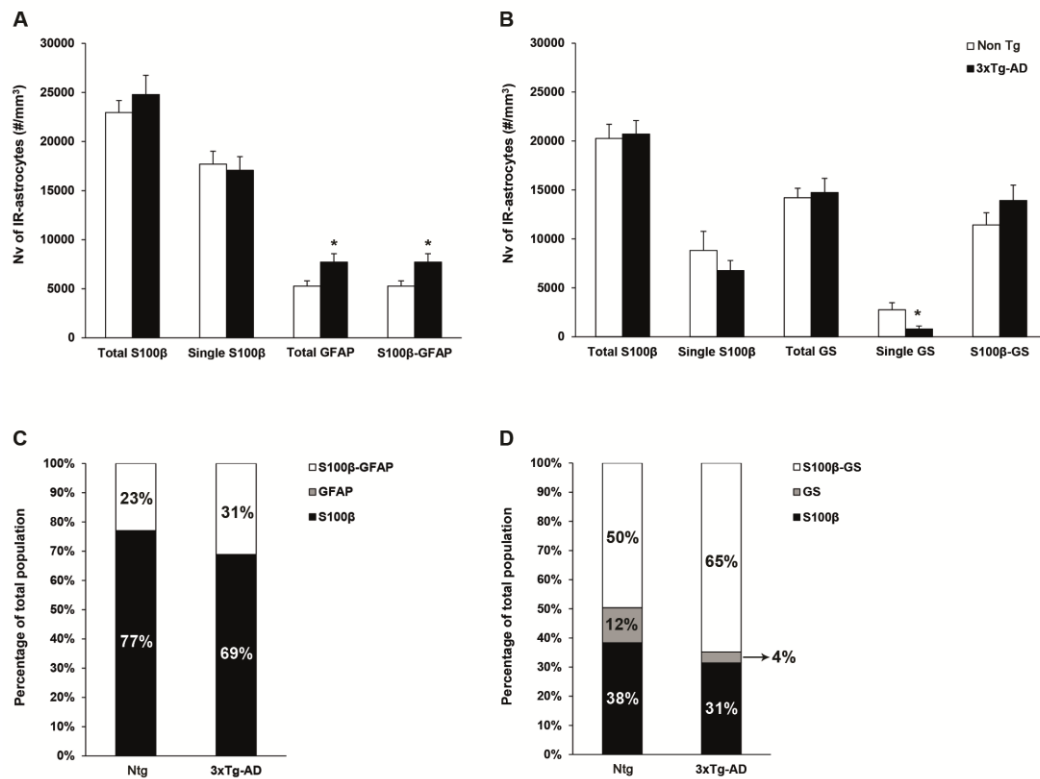 A
Nv of IR-astrocytes (#/mm³)
30000
25000
20000
15000
10000
5000
0
*
*
Total S100β
Single S100β
Total GFAP
S100β-GFAP
B
Non Tg
3xTg-AD
Nv of IR-astrocytes (#/mm³)
30000
25000
20000
15000
10000
5000
0
*
Total S100β
Single S100β
Total GS
Single GS
S100β-GS
C
Percentage of total population
100%
90%
80%
70%
60%
50%
40%
30%
20%
10%
0%
23%
77%
31%
69%
Ntg
3xTg-AD
S100β-GFAP
GFAP
S100β
D
Percentage of total population
100%
90%
80%
70%
60%
50%
40%
30%
20%
10%
0%
50%
12%
38%
65%
4%
31%
Ntg
3xTg-AD
S100β-GS
GS
S100β